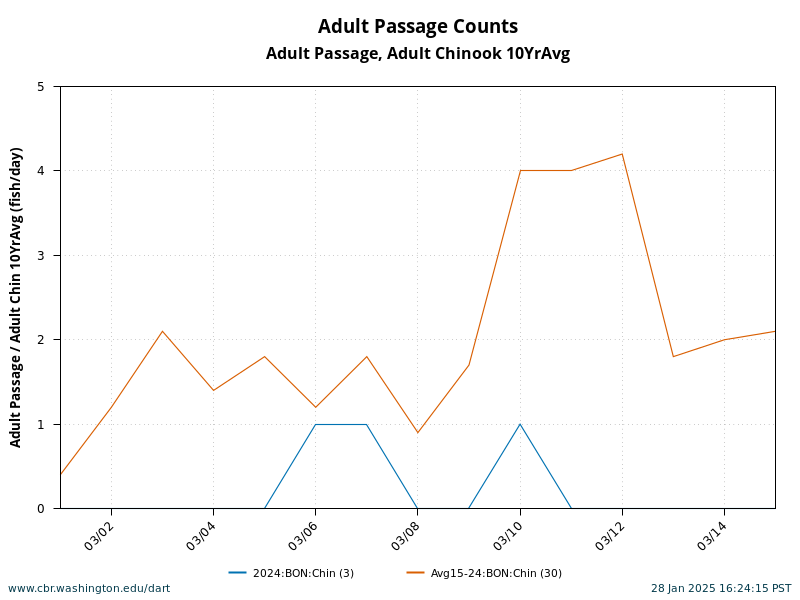 Adult Passage Counts
Adult Passage, Adult Chinook 10YrAvg
Adult Passage / Adult Chin 10YrAvg (fish/day)
5
4
3
2
1
0
03/02 03/04 03/06 03/08 03/10 03/12 03/14
2024:BON:Chin (3) Avg15-24:BON:Chin (30)
www.cbr.washington.edu/dart 28 Jan 2025 16:24:15 PST